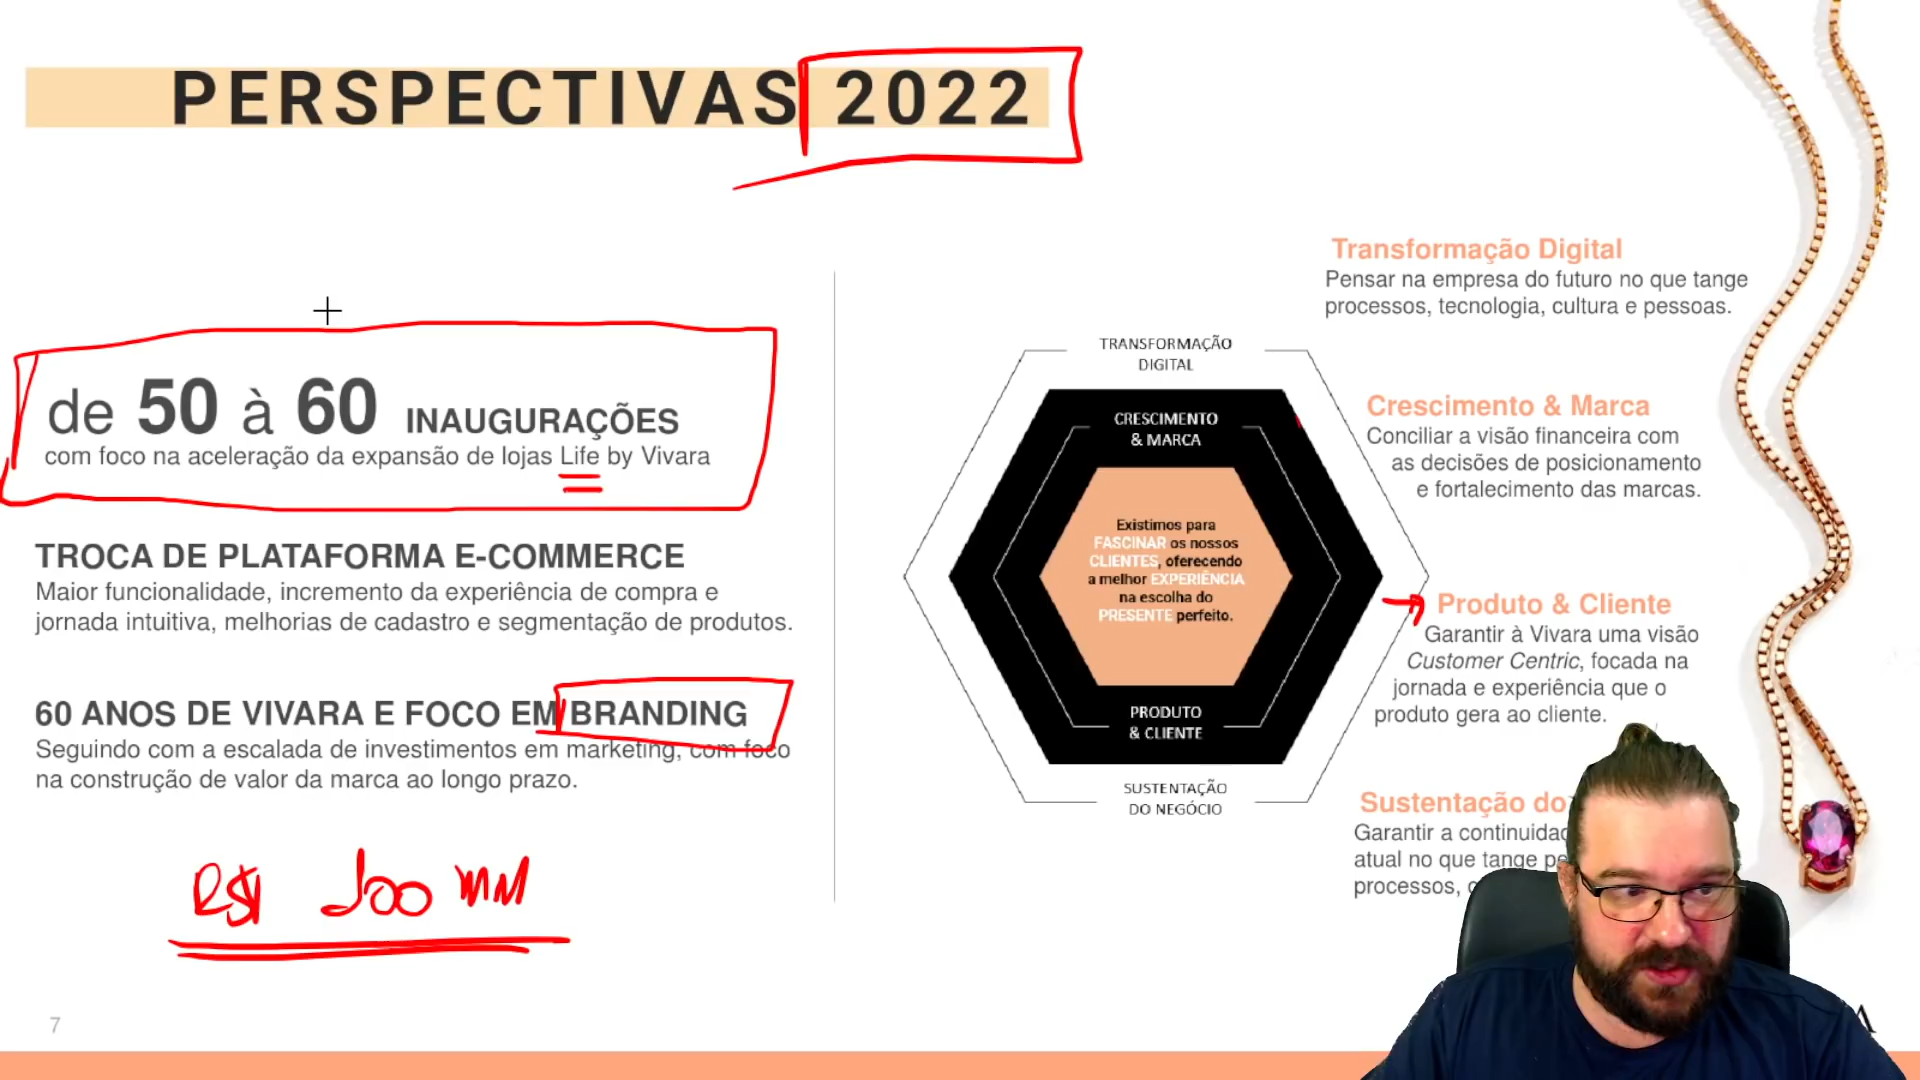 PERSPECTIVAS 2022
de 50 à 60 INAUGURAÇÕES
com foco na aceleração da expansão de lojas Life by Vivara
TROCA DE PLATAFORMA E-COMMERCE
Maior funcionalidade, incremento da experiência de compra e
jornada intuitiva, melhorias de cadastro e segmentação de produtos.
60 ANOS DE VIVARA E FOCO EM BRANDING
Seguindo com a escalada de investimentos em marketing, com foco
na construção de valor da marca ao longo prazo.
R$ 200 MM
7
TRANSFORMAÇÃO
DIGITAL
CRESCIMENTO
& MARCA
Existimos para
FASCINAR os nossos
CLIENTES, oferecendo
a melhor EXPERIÊNCIA
na escolha do
PRESENTE perfeito.
PRODUTO
& CLIENTE
SUSTENTAÇÃO
DO NEGÓCIO
Transformação Digital
Pensar na empresa do futuro no que tange
processos, tecnologia, cultura e pessoas.
Crescimento & Marca
Conciliar a visão financeira com
as decisões de posicionamento
e fortalecimento das marcas.
Produto & Cliente
Garantir à Vivara uma visão
Customer Centric, focada na
jornada e experiência que o
produto gera ao cliente.
Sustentação do
Garantir a
atual no que tange
processos,